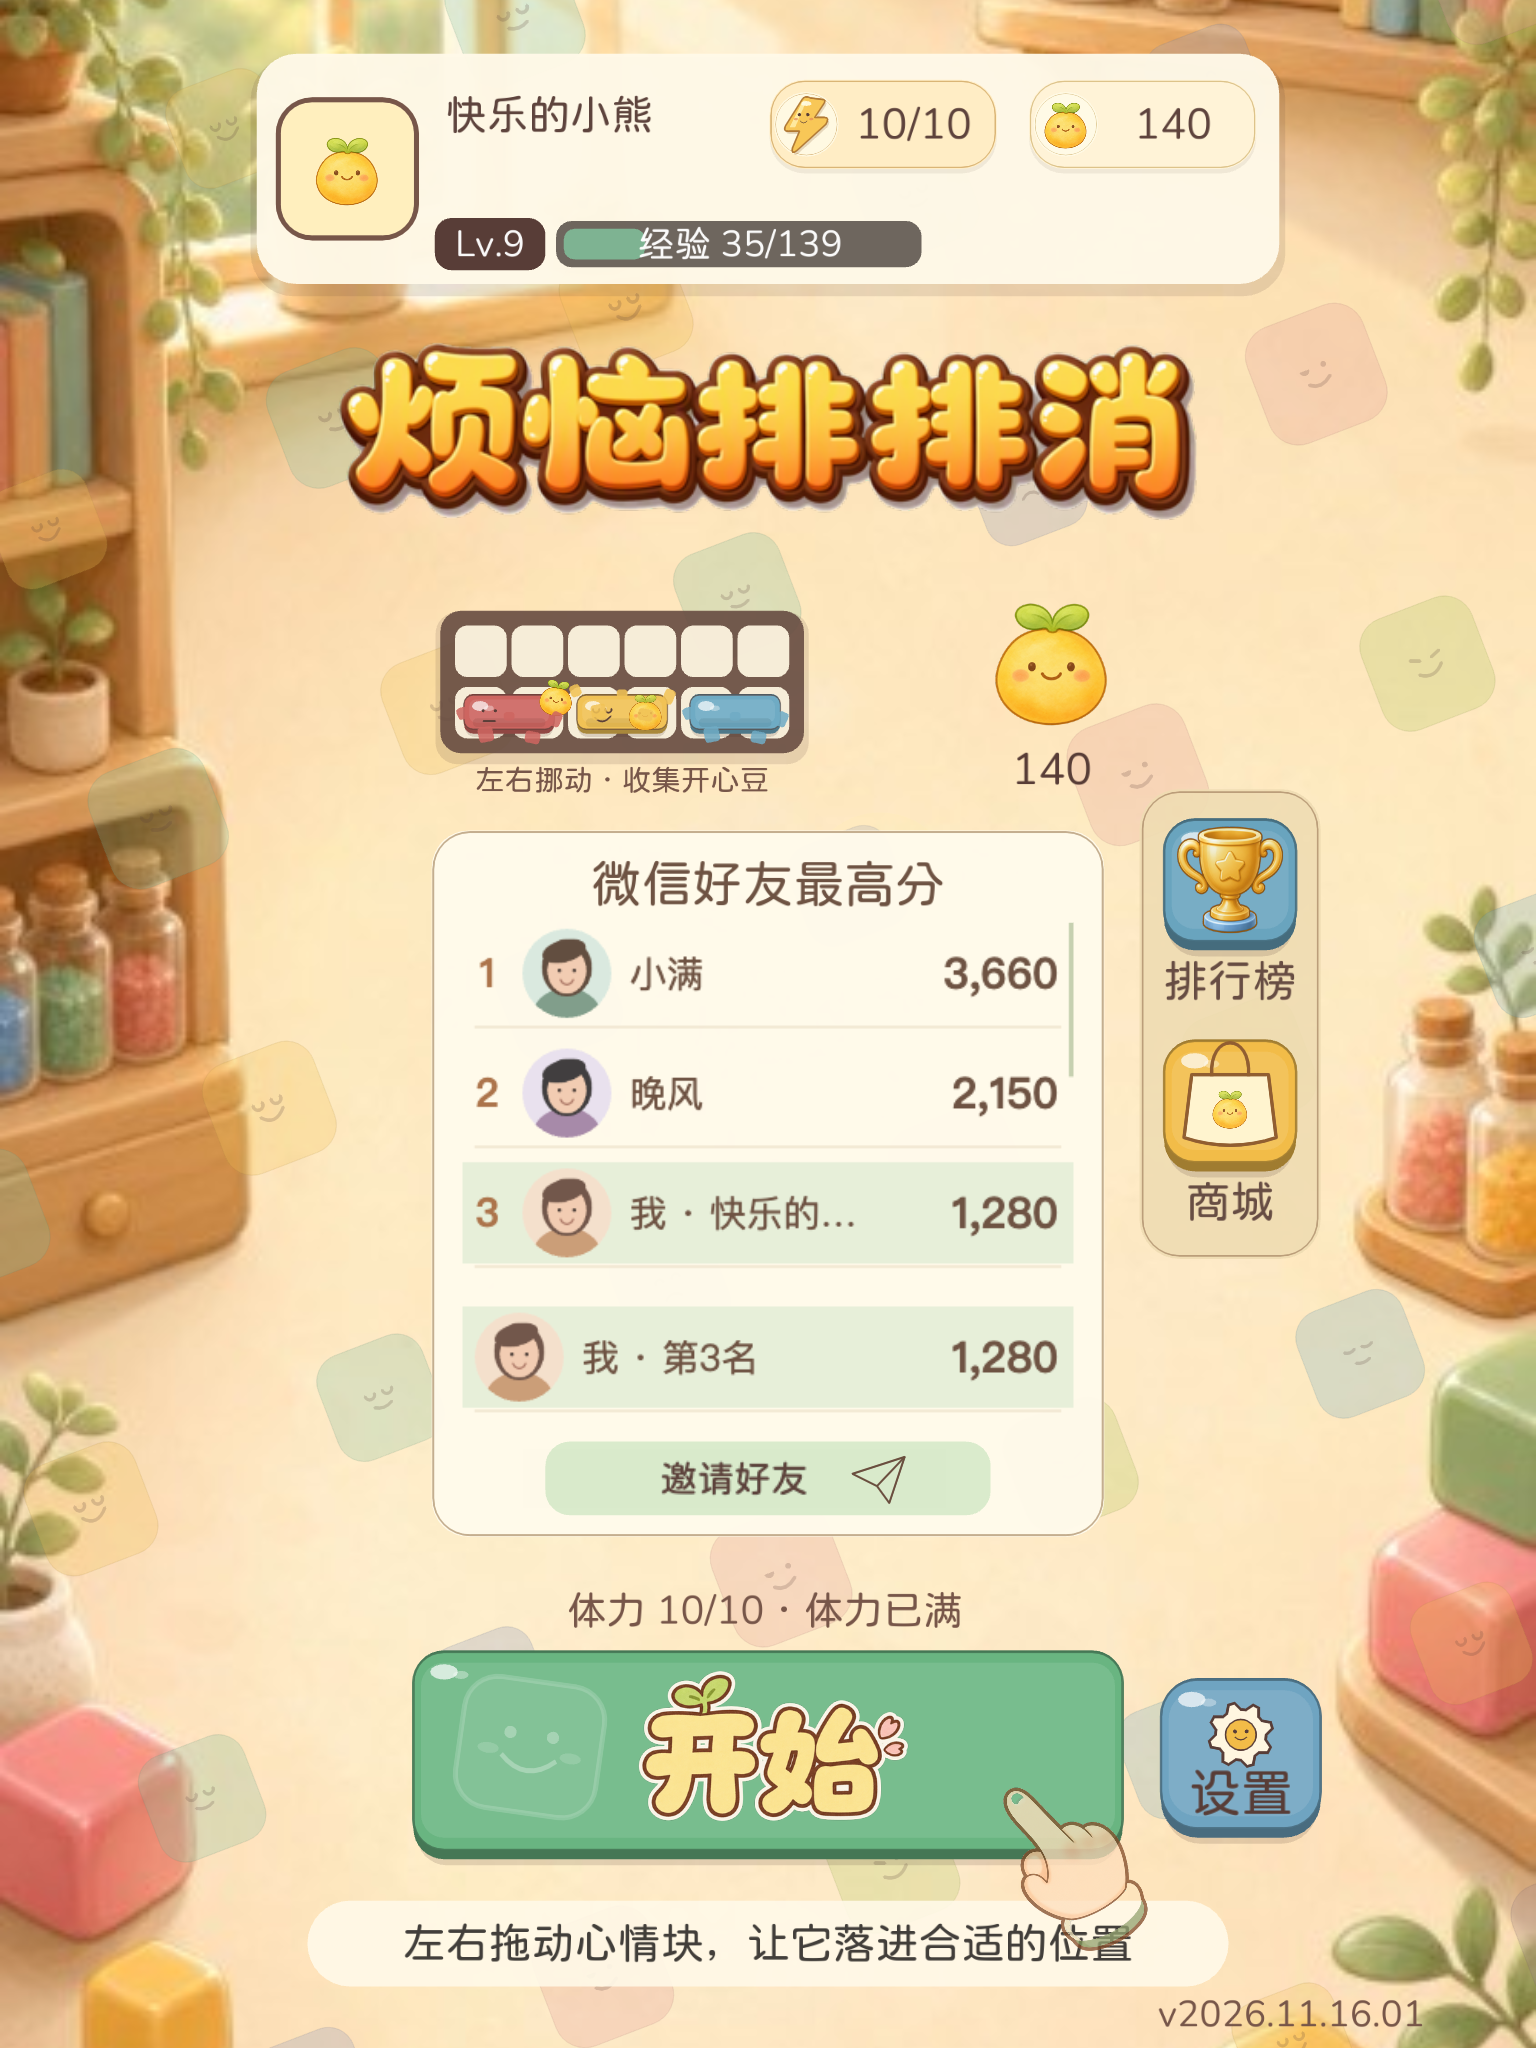 快乐的小熊
10/10
140
Lv.9
经验 35/139
烦恼排排消
左右挪动 · 收集开心豆
140
微信好友最高分
1 小满 3,660
2 晚风 2,150
3 我 · 快乐的... 1,280
我 · 第3名 1,280
邀请好友
排行榜
商城
体力 10/10 · 体力已满
开始
设置
左右拖动心情块，让它落进合适的位置
v2026.11.16.01